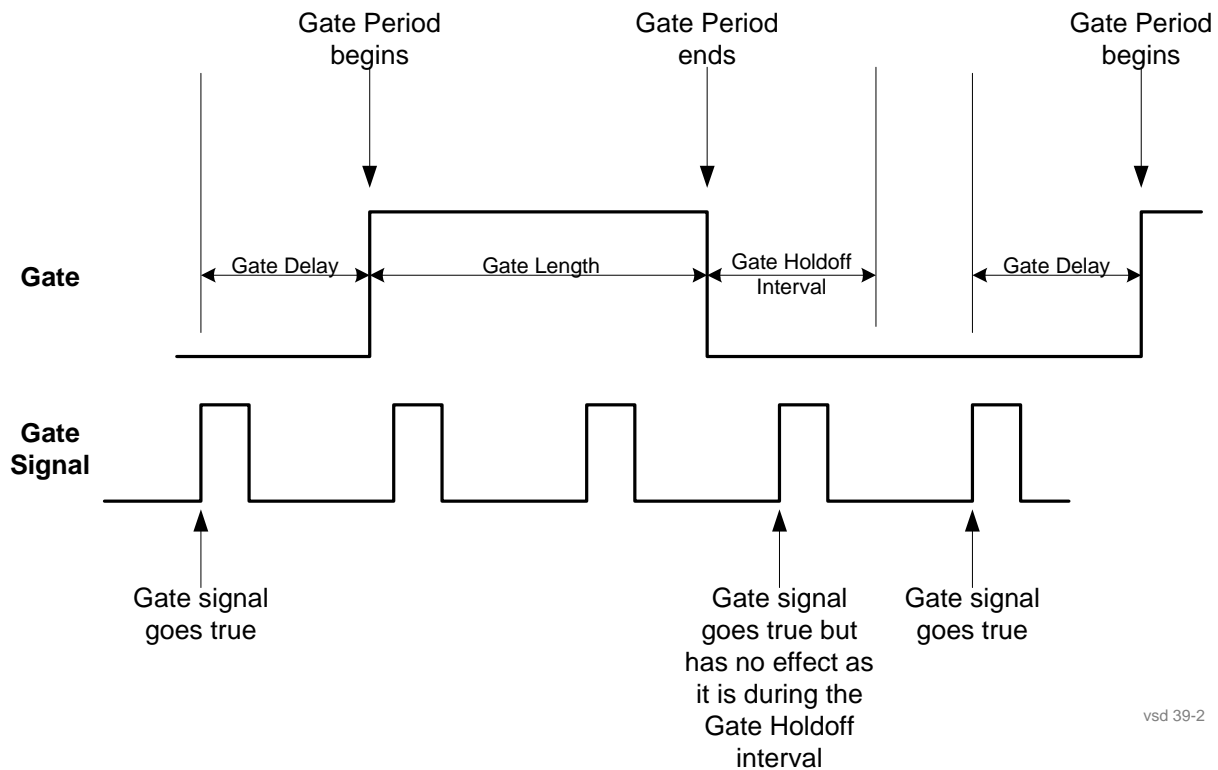 Gate Period
begins
Gate Period
ends
Gate Period
begins
Gate
Gate Delay
Gate Length
Gate Holdoff
Interval
Gate Delay
Gate
Signal
Gate signal
goes true
Gate signal
goes true but
has no effect as
it is during the
Gate Holdoff
interval
Gate signal
goes true
vsd 39-2